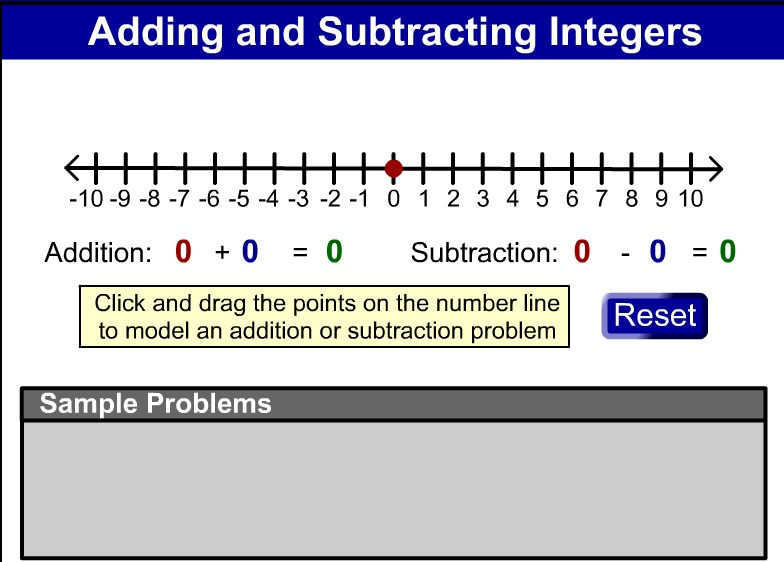 Adding and Subtracting Integers
-10 -9 -8 -7 -6 -5 -4 -3 -2 -1 0 1 2 3 4 5 6 7 8 9 10
Addition: 0 + 0 = 0 Subtraction: 0 - 0 = 0
Click and drag the points on the number line
to model an addition or subtraction problem
Reset
Sample Problems